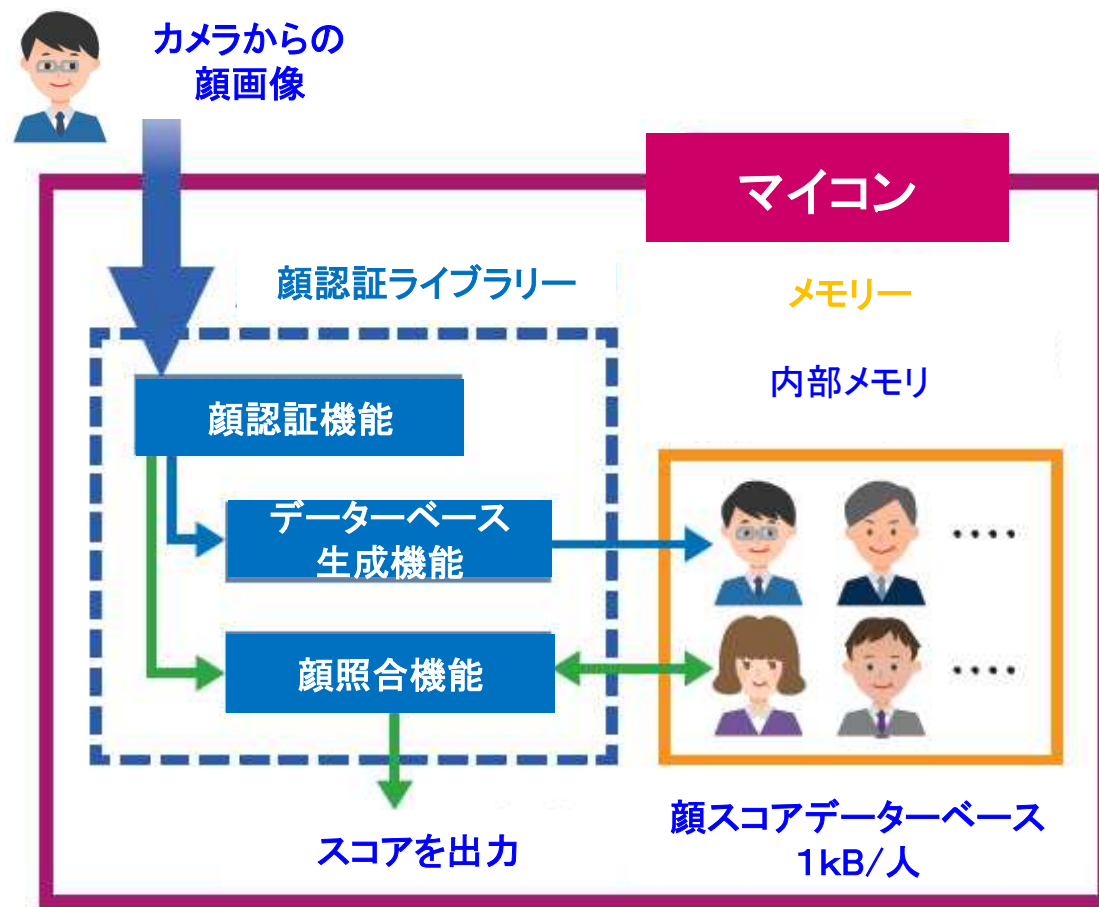 カメラからの
顔画像
マイコン
顔認証ライブラリー
メモリー
内部メモリ
顔認証機能
データーベース
生成機能
‥‥
顔照合機能
‥‥
スコアを出力
顔スコアデーターベース
1kB/人